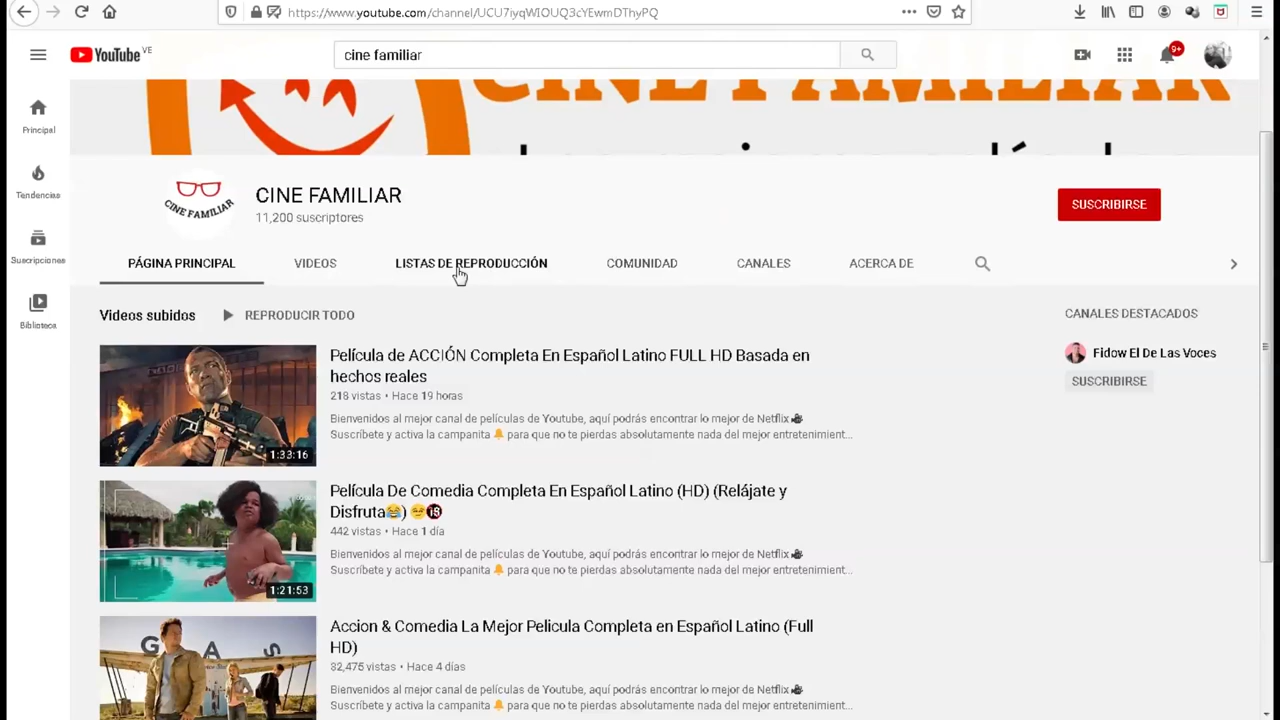 https://www.youtube.com/channel/UCU7iyqWIOUQ3cYEwmDThyPQ
YouTube VE
cine familiar
9+
CINE FAMILIAR
Principal
Tendencias
Suscripciones
Biblioteca
CINE FAMILIAR
CINE FAMILIAR
11,200 suscriptores
SUSCRIBIRSE
PÁGINA PRINCIPAL
VIDEOS
LISTAS DE REPRODUCCIÓN
COMUNIDAD
CANALES
ACERCA DE
Videos subidos
REPRODUCIR TODO
CANALES DESTACADOS
Fidow El De Las Voces
SUSCRIBIRSE
Película de ACCIÓN Completa En Español Latino FULL HD Basada en
hechos reales
218 vistas • Hace 19 horas
Bienvenidos al mejor canal de películas de Youtube, aquí podrás encontrar lo mejor de Netflix🎥
Suscríbete y activa la campanita 🔔 para que no te pierdas absolutamente nada del mejor entretenimient...
1:33:16
Película De Comedia Completa En Español Latino (HD) (Relájate y
Disfruta😂) 😏🔞
442 vistas • Hace 1 día
Bienvenidos al mejor canal de películas de Youtube, aquí podrás encontrar lo mejor de Netflix🎥
Suscríbete y activa la campanita 🔔 para que no te pierdas absolutamente nada del mejor entretenimient...
1:21:53
Accion & Comedia La Mejor Pelicula Completa en Español Latino (Full
HD)
32,475 vistas • Hace 4 días
Bienvenidos al mejor canal de películas de Youtube, aquí podrás encontrar lo mejor de Netflix🎥
Suscríbete y activa la campanita 🔔 para que no te pierdas absolutamente nada del mejor entretenimient...
GAS